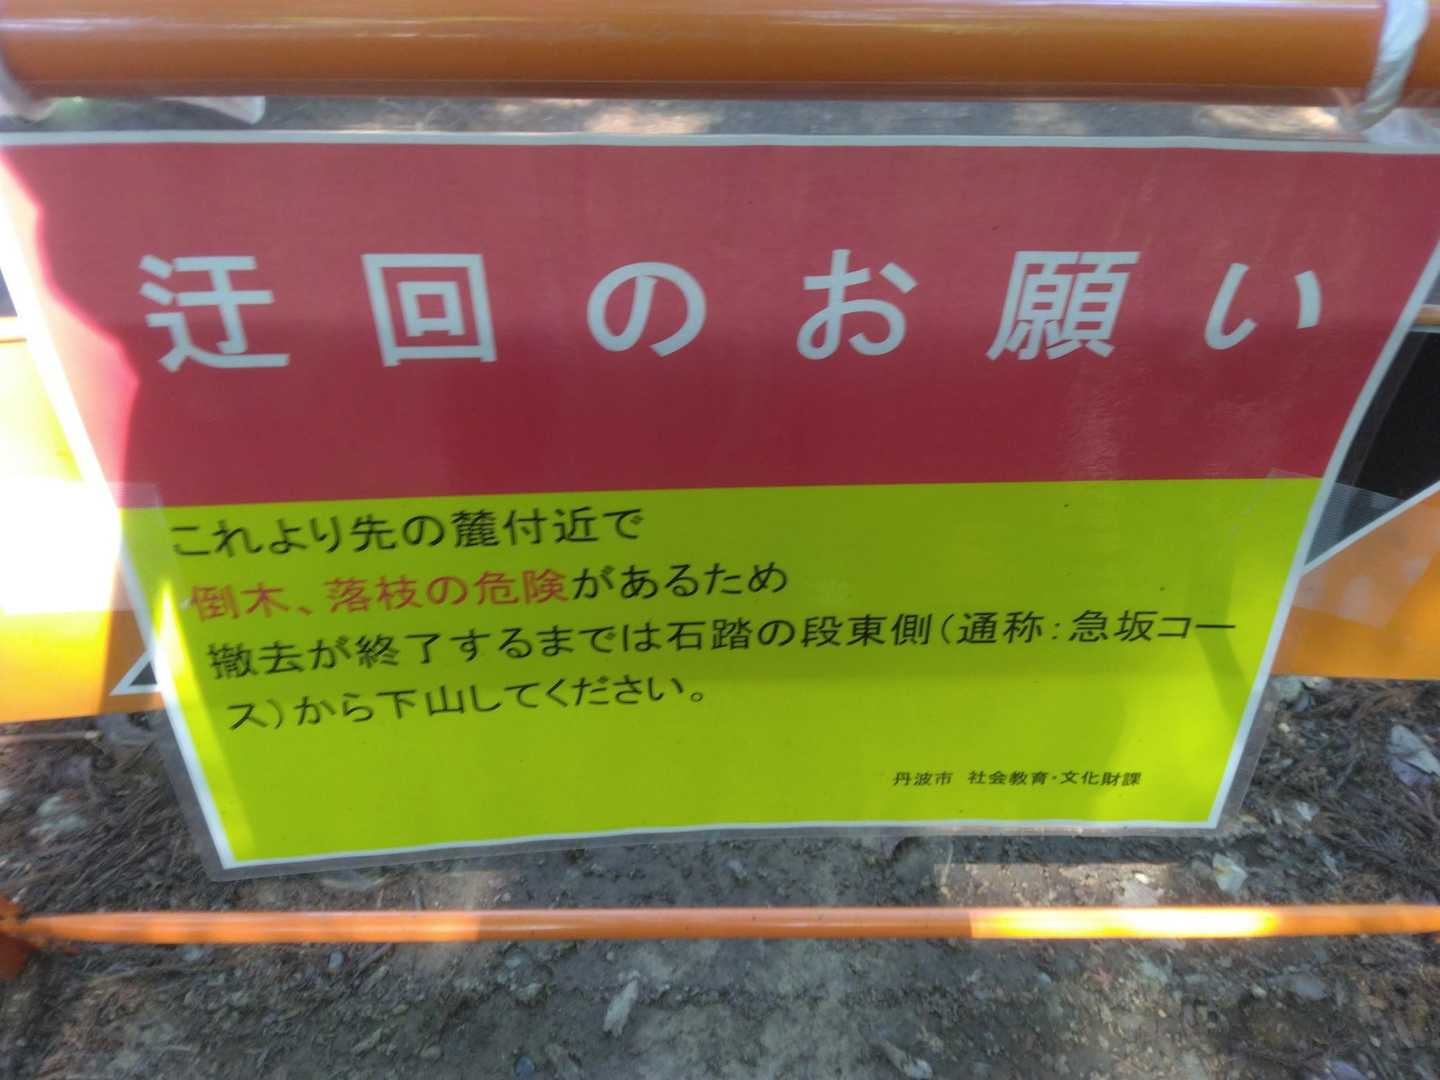 迂回のお願い
これより先の麓付近で
倒木、落枝の危険があるため
撤去が終了するまでは石踏の段東側（通称：急坂コー
ス）から下山してください。
丹波市　社会教育・文化財課